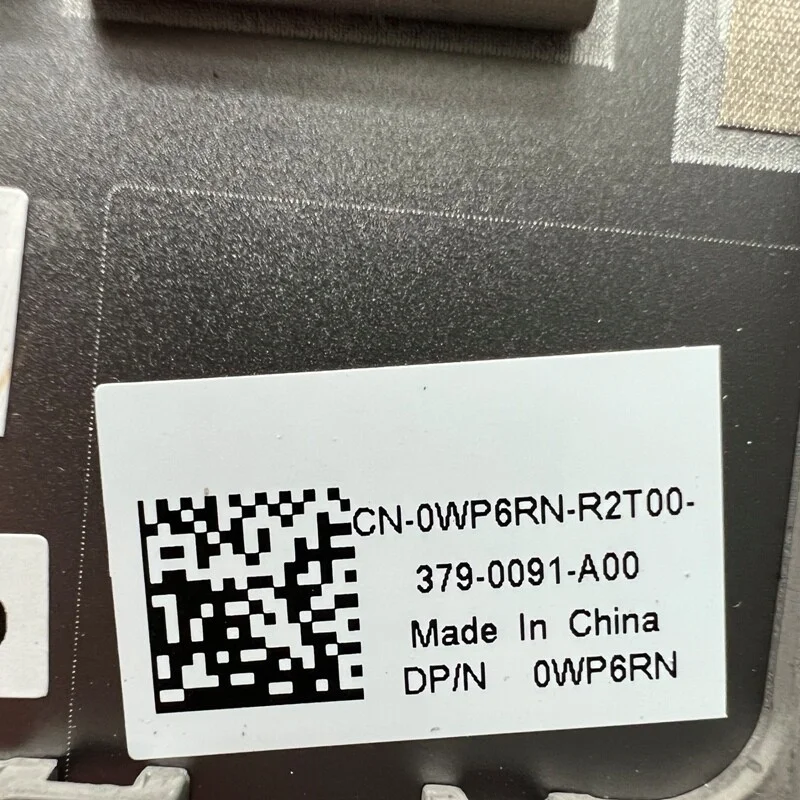 CN-0WP6RN-R2T00-
379-0091-A00
Made In China
DP/N 0WP6RN